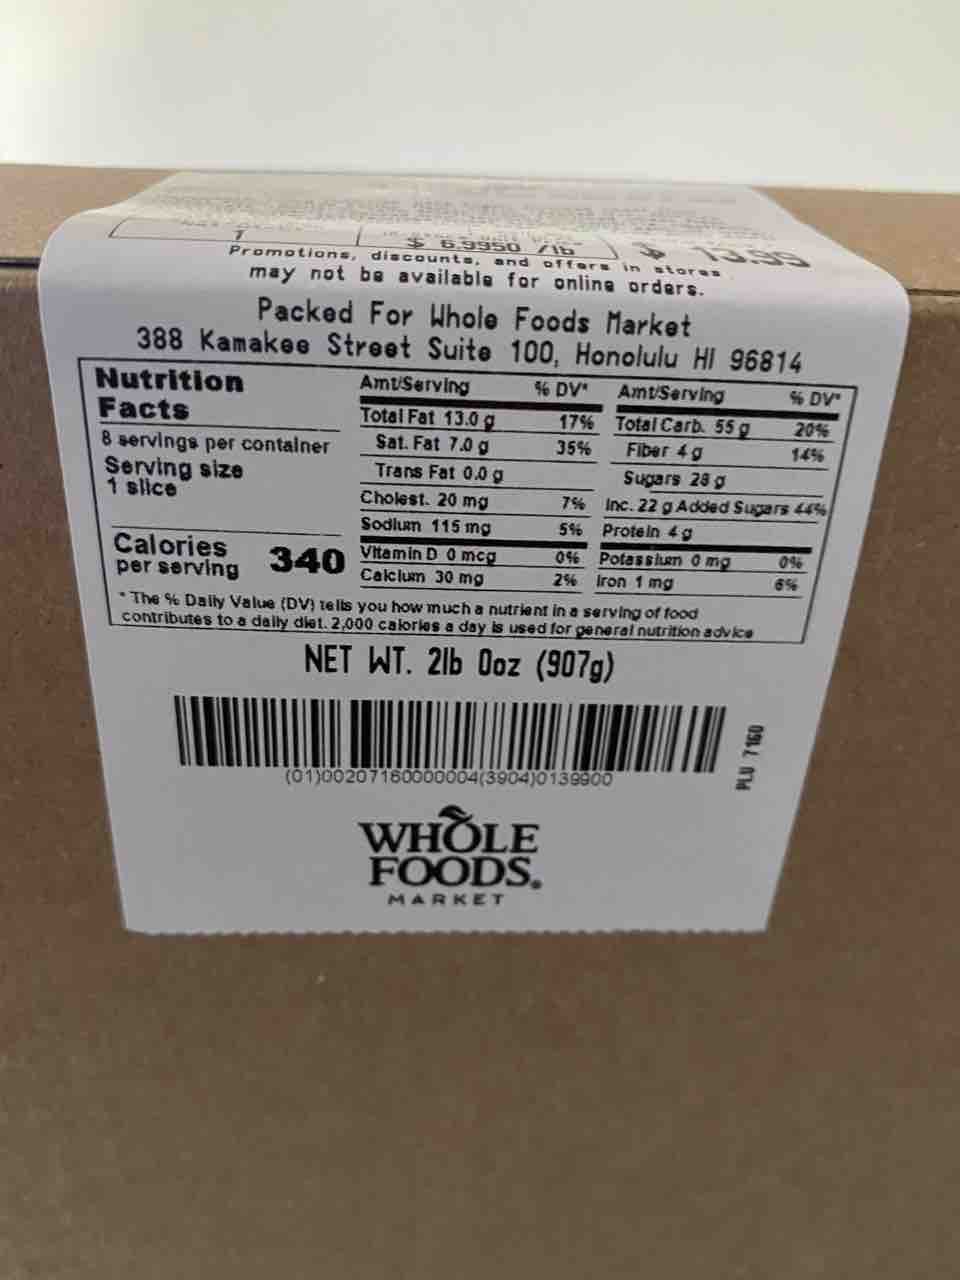 1
$ 6.9950 /lb
$ 13.99
Promotions, discounts, and offers in stores
may not be available for online orders.
Packed For Whole Foods Market
388 Kamakee Street Suite 100, Honolulu HI 96814
Nutrition
Facts
8 servings per container
Serving size
1 slice
Calories
per serving 340
Amt/Serving % DV*
Total Fat 13.0 g 17%
Sat. Fat 7.0 g 35%
Trans Fat 0.0 g
Cholest. 20 mg 7%
Sodium 115 mg 5%
Vitamin D 0 mcg 0%
Calcium 30 mg 2%
Amt/Serving % DV*
Total Carb. 55 g 20%
Fiber 4 g 14%
Sugars 28 g
Inc. 22 g Added Sugars 44%
Protein 4 g
Potassium 0 mg 0%
Iron 1 mg 6%
* The % Daily Value (DV) tells you how much a nutrient in a serving of food
contributes to a daily diet. 2,000 calories a day is used for general nutrition advice
NET WT. 2lb 0oz (907g)
(01)00207160000004(3904)0139900
PLU 7160
WHOLE
FOODS®
MARKET